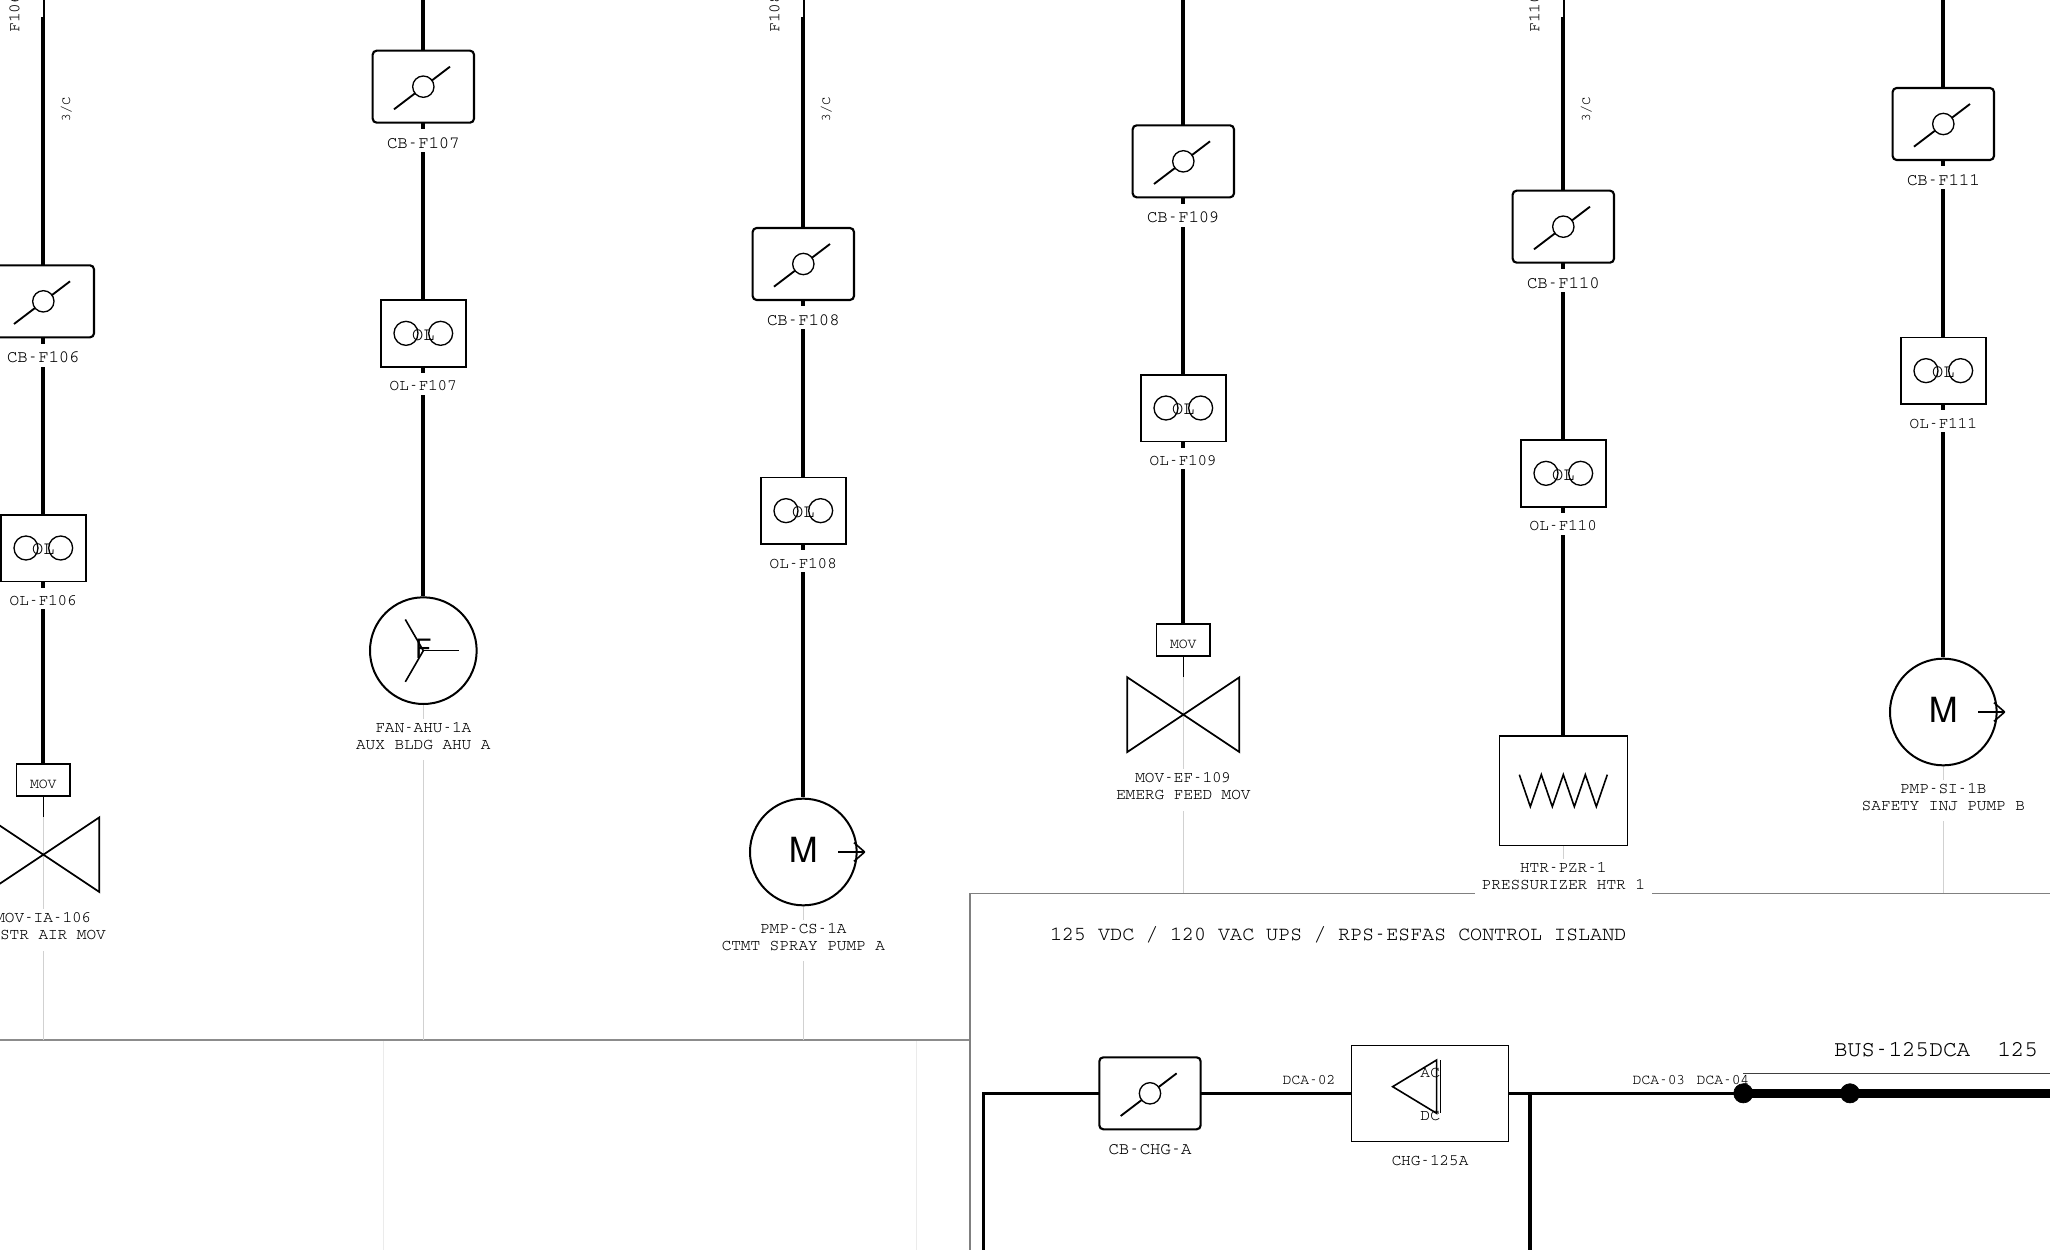 3/C
3/C
3/C
CB-F107
CB-F111
CB-F109
CB-F110
CB-F108
CB-F106
OL
OL-F107
OL
OL-F111
OL
OL-F109
OL
OL-F110
OL
OL-F108
OL
OL-F106
F
FAN-AHU-1A
AUX BLDG AHU A
MOV
MOV-EF-109
EMERG FEED MOV
M
PMP-SI-1B
SAFETY INJ PUMP B
MOV
MOV-IA-106
STR AIR MOV
M
PMP-CS-1A
CTMT SPRAY PUMP A
HTR-PZR-1
PRESSURIZER HTR 1
125 VDC / 120 VAC UPS / RPS-ESFAS CONTROL ISLAND
BUS-125DCA 125
DCA-02
DCA-03 DCA-04
AC
DC
CB-CHG-A
CHG-125A